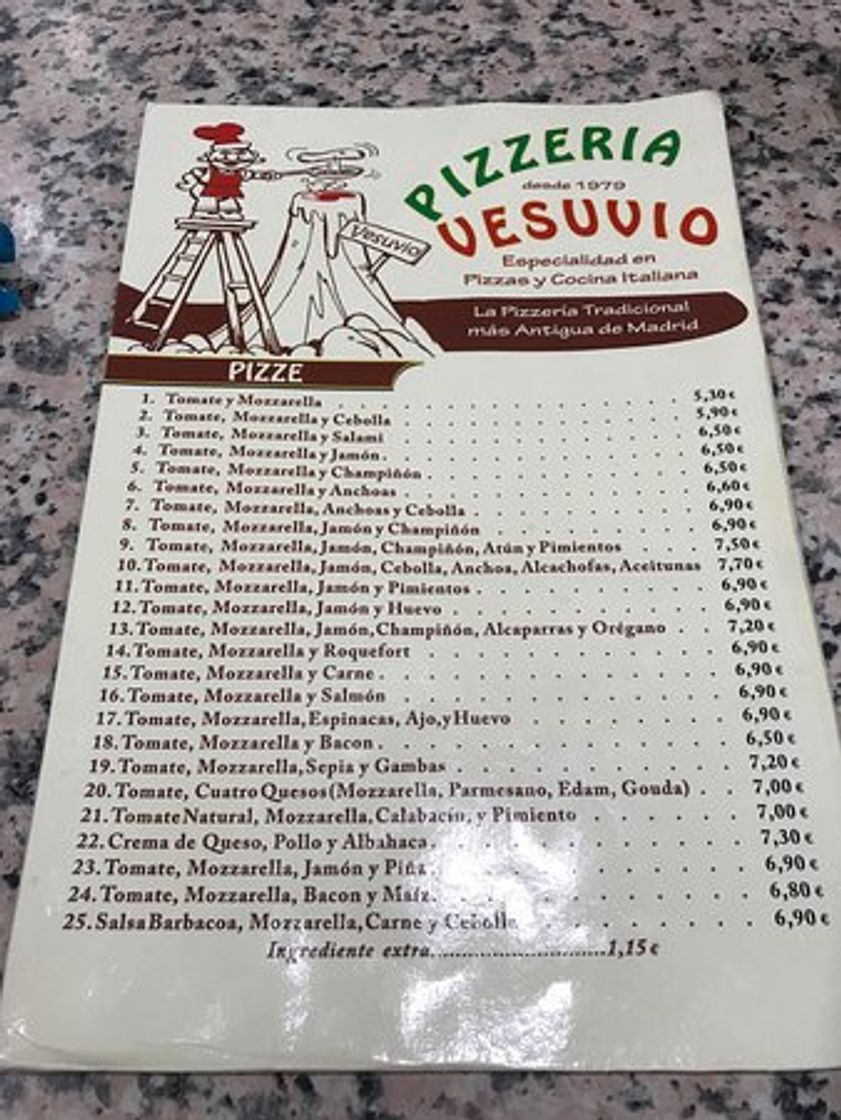 PIZZERIA
desde 1979
VESUVIO
Vesuvio
Especialidad en
Pizzas y Cocina Italiana
La Pizzería Tradicional
más Antigua de Madrid
PIZZE
1. Tomate y Mozzarella . . . . . . . . . . . . . . 5,30 €
2. Tomate, Mozzarella y Cebolla . . . . . . . . . . . 5,90 €
3. Tomate, Mozzarella y Salami . . . . . . . . . . . 6,50 €
4. Tomate, Mozzarella y Jamón. . . . . . . . . . . . 6,50 €
5. Tomate, Mozzarella y Champiñón . . . . . . . . . . 6,50 €
6. Tomate, Mozzarella y Anchoas . . . . . . . . . . . 6,60 €
7. Tomate, Mozzarella, Anchoas y Cebolla . . . . . . . . 6,90 €
8. Tomate, Mozzarella, Jamón y Champiñón . . . . . . . . 6,90 €
9. Tomate, Mozzarella, Jamón, Champiñón, Atún y Pimientos . . . 7,50 €
10. Tomate, Mozzarella, Jamón, Cebolla, Anchoa, Alcachofas, Aceitunas 7,70 €
11. Tomate, Mozzarella, Jamón y Pimientos . . . . . . . . 6,90 €
12. Tomate, Mozzarella, Jamón y Huevo . . . . . . . . . 6,90 €
13. Tomate, Mozzarella, Jamón, Champiñón, Alcaparras y Orégano . . 7,20 €
14. Tomate, Mozzarella y Roquefort . . . . . . . . . . 6,90 €
15. Tomate, Mozzarella y Carne . . . . . . . . . . . . 6,90 €
16. Tomate, Mozzarella y Salmón . . . . . . . . . . . 6,90 €
17. Tomate, Mozzarella, Espinacas, Ajo, y Huevo . . . . . . . 6,90 €
18. Tomate, Mozzarella y Bacon . . . . . . . . . . . . 6,50 €
19. Tomate, Mozzarella, Sepia y Gambas . . . . . . . . . 7,20 €
20. Tomate, Cuatro Quesos (Mozzarella, Parmesano, Edam, Gouda) . . 7,00 €
21. Tomate Natural, Mozzarella, Calabacín, y Pimiento . . . . . . 7,00 €
22. Crema de Queso, Pollo y Albahaca . . . . . . . . . . 7,30 €
23. Tomate, Mozzarella, Jamón y Piña . . . . . . . . . . 6,90 €
24. Tomate, Mozzarella, Bacon y Maíz. . . . . . . . . . 6,80 €
25. Salsa Barbacoa, Mozzarella, Carne y Cebolla . . . . . . . 6,90 €
Ingrediente extra..............................1,15 €